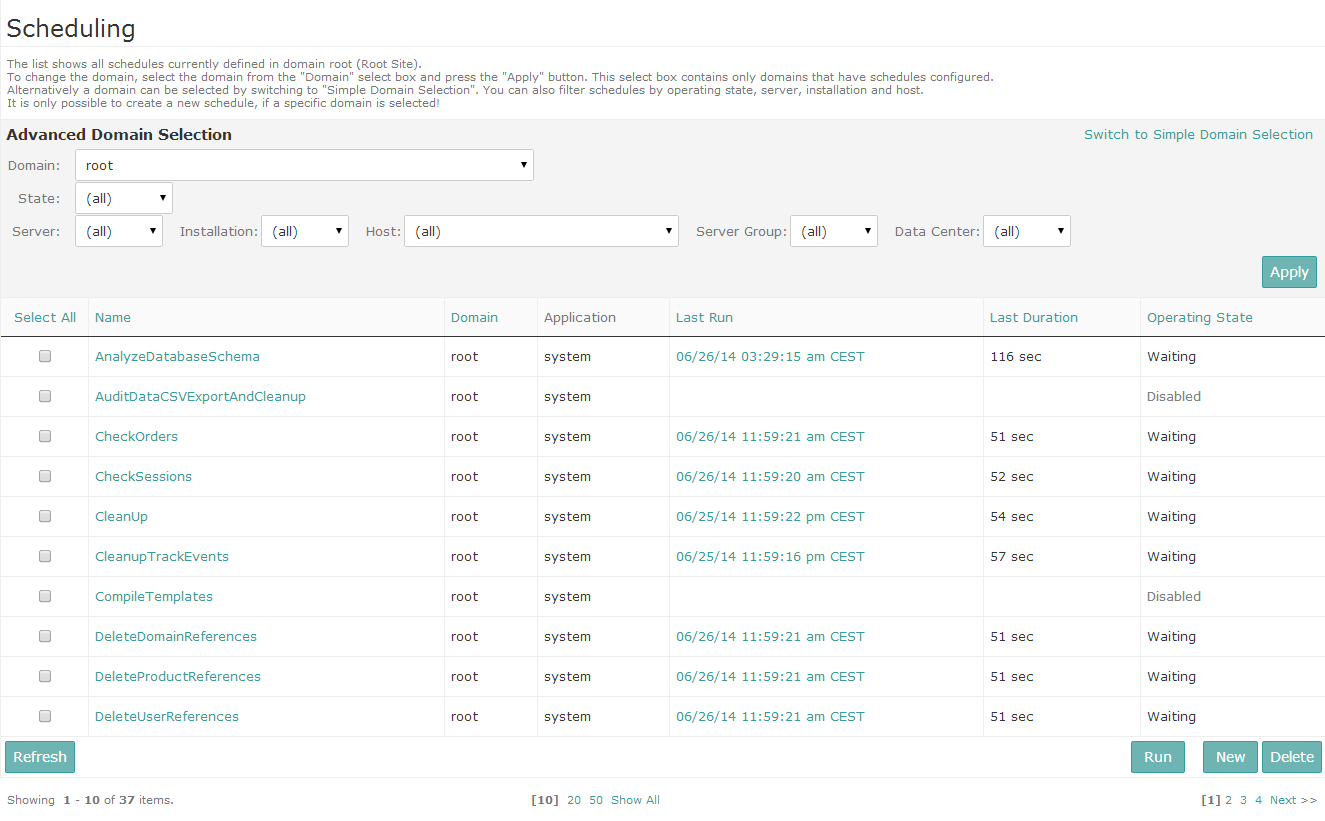 Scheduling
The list shows all schedules currently defined in domain root (Root Site).
To change the domain, select the domain from the "Domain" select box and press the "Apply" button. This select box contains only domains that have schedules configured.
Alternatively a domain can be selected by switching to "Simple Domain Selection". You can also filter schedules by operating state, server, installation and host.
It is only possible to create a new schedule, if a specific domain is selected!
Advanced Domain Selection Switch to Simple Domain Selection
Domain: root
State: (all)
Server: (all) Installation: (all) Host: (all) Server Group: (all) Data Center: (all)
Apply
Select All Name Domain Application Last Run Last Duration Operating State
AnalyzeDatabaseSchema root system 06/26/14 03:29:15 am CEST 116 sec Waiting
AuditDataCSVExportAndCleanup root system Disabled
CheckOrders root system 06/26/14 11:59:21 am CEST 51 sec Waiting
CheckSessions root system 06/26/14 11:59:20 am CEST 52 sec Waiting
CleanUp root system 06/25/14 11:59:22 pm CEST 54 sec Waiting
CleanupTrackEvents root system 06/25/14 11:59:16 pm CEST 57 sec Waiting
CompileTemplates root system Disabled
DeleteDomainReferences root system 06/26/14 11:59:21 am CEST 51 sec Waiting
DeleteProductReferences root system 06/26/14 11:59:21 am CEST 51 sec Waiting
DeleteUserReferences root system 06/26/14 11:59:21 am CEST 51 sec Waiting
Refresh Run New Delete
Showing 1 - 10 of 37 items. [10] 20 50 Show All [1] 2 3 4 Next >>